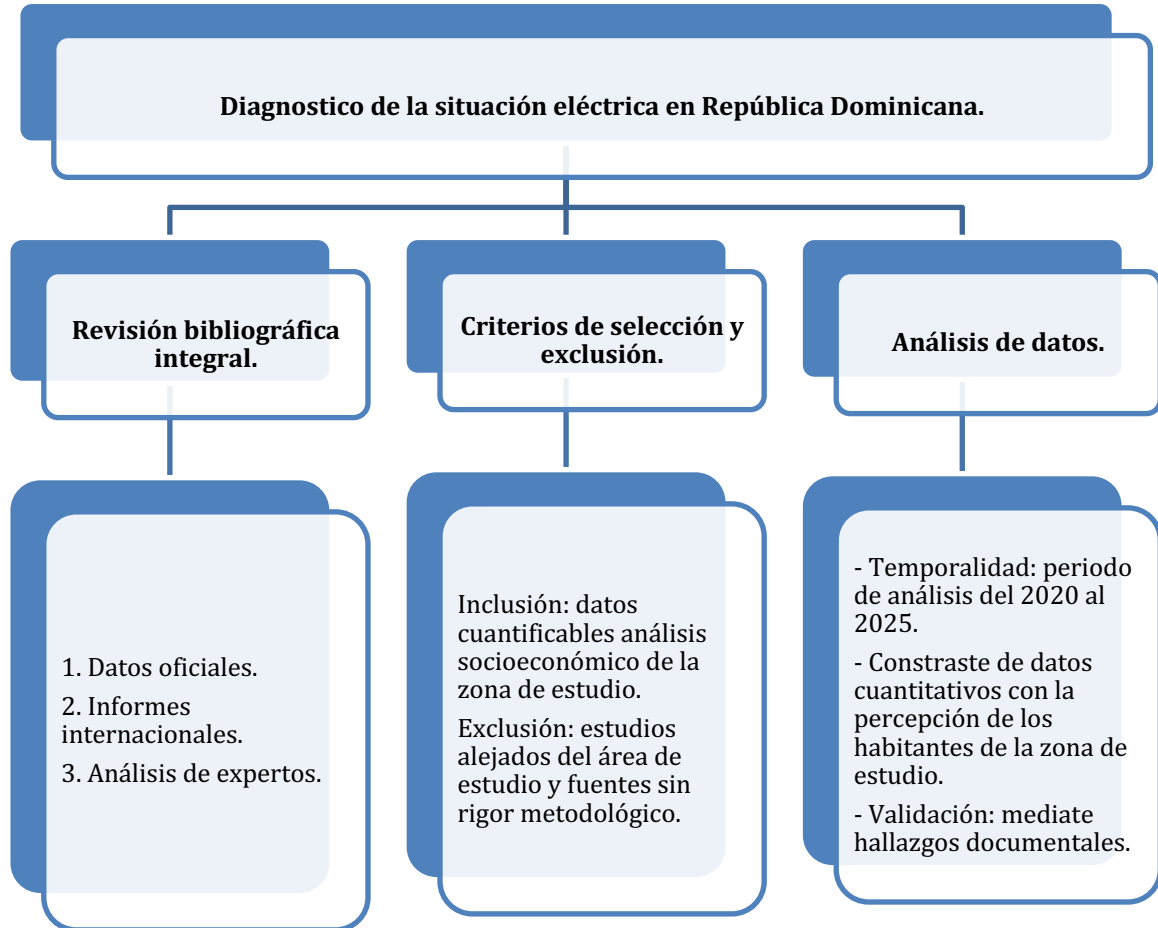 Diagnostico de la situación eléctrica en República Dominicana.
Revisión bibliográfica
integral.
1. Datos oficiales.
2. Informes
internacionales.
3. Análisis de expertos.
Criterios de selección y
exclusión.
Inclusión: datos
cuantificables análisis
socioeconómico de la
zona de estudio.
Exclusión: estudios
alejados del área de
estudio y fuentes sin
rigor metodológico.
Análisis de datos.
- Temporalidad: periodo
de análisis del 2020 al
2025.
- Constraste de datos
cuantitativos con la
percepción de los
habitantes de la zona de
estudio.
- Validación: mediate
hallazgos documentales.